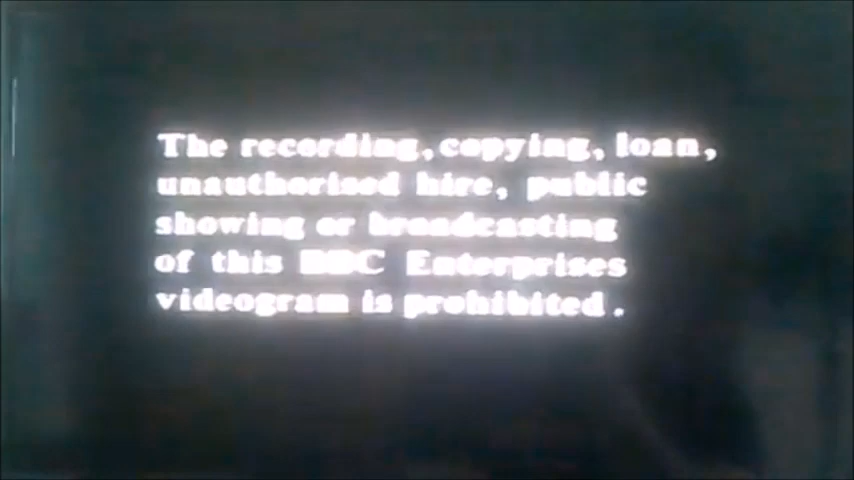 The recording, copying, loan,
unauthorised hire, public
showing or broadcasting
of this BBC Enterprises
videogram is prohibited.